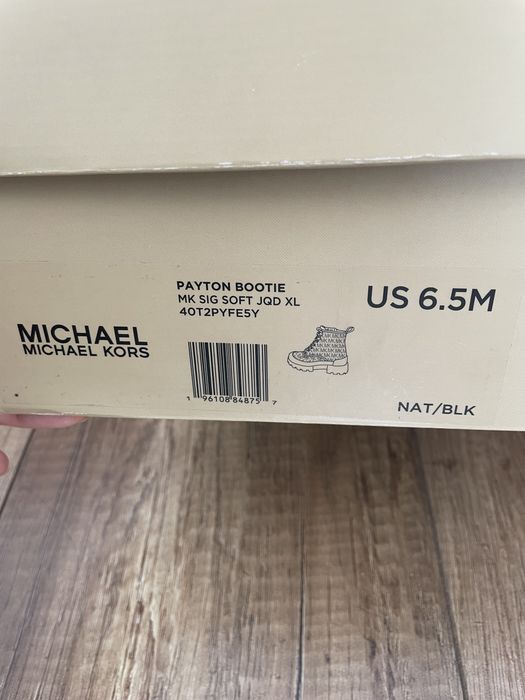 PAYTON BOOTIE
MK SIG SOFT JQD XL
40T2PYFE5Y
US 6.5M
MICHAEL
MICHAEL KORS
1 96108 84875 7
NAT/BLK